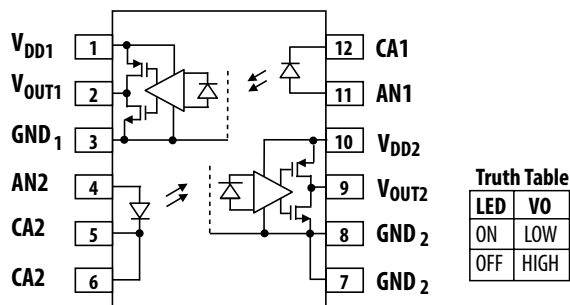 VDD1 1
VOUT1 2
GND 1 3
AN2 4
CA2 5
CA2 6
12 CA1
11 AN1
10 VDD2
9 VOUT2
8 GND 2
7 GND 2
Truth Table
LED VO
ON LOW
OFF HIGH